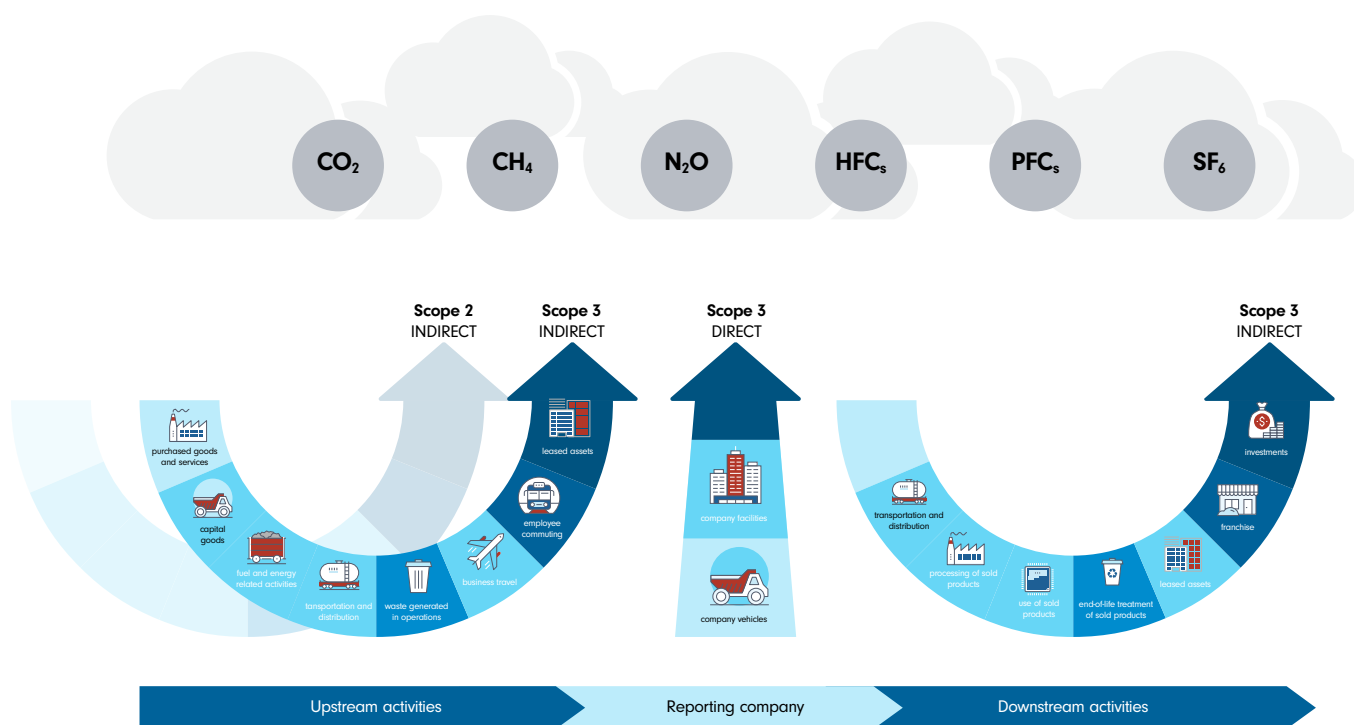 CO₂
CH₄
N₂O
HFCₛ
PFCₛ
SF₆
Scope 2
INDIRECT
Scope 3
INDIRECT
Scope 3
DIRECT
Scope 3
INDIRECT
purchased goods
and services
capital
goods
fuel and energy
related activities
tansportation and
distribution
waste generated
in operations
business travel
employee
commuting
leased assets
company facilities
company vehicles
transportation and
distribution
processing of sold
products
use of sold
products
end-of-life treatment
of sold products
leased assets
franchise
$
investments
Upstream activities
Reporting company
Downstream activities